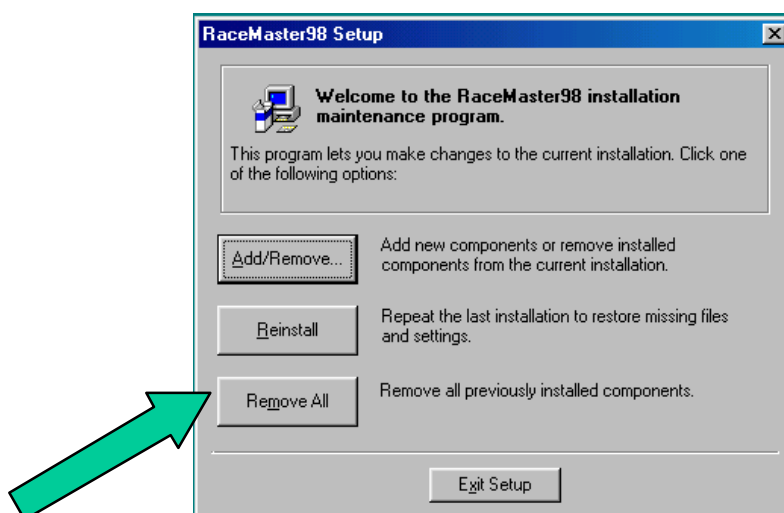 RaceMaster98 Setup
Welcome to the RaceMaster98 installation
maintenance program.
This program lets you make changes to the current installation. Click one
of the following options:
Add/Remove...
Add new components or remove installed
components from the current installation.
Reinstall
Repeat the last installation to restore missing files
and settings.
Remove All
Remove all previously installed components.
Exit Setup